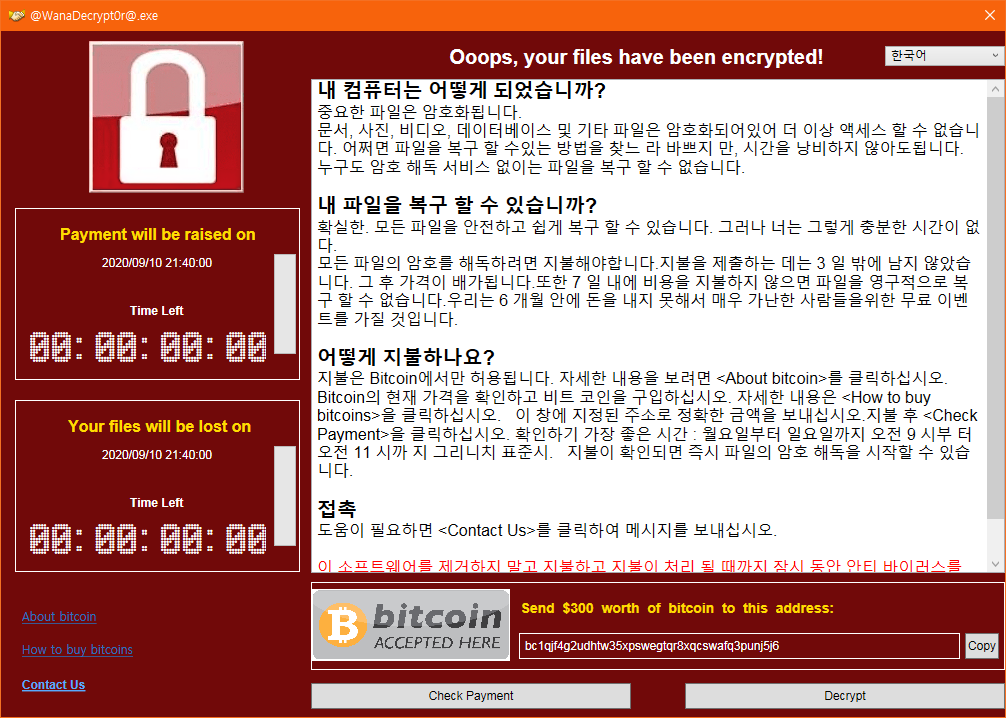 @WanaDecrypt0r@.exe
Ooops, your files have been encrypted!
한국어
Payment will be raised on
2020/09/10 21:40:00
Time Left
00:00:00:00
Your files will be lost on
2020/09/10 21:40:00
Time Left
00:00:00:00
About bitcoin
How to buy bitcoins
Contact Us
내 컴퓨터는 어떻게 되었습니까?
중요한 파일은 암호화됩니다.
문서, 사진, 비디오, 데이터베이스 및 기타 파일은 암호화되어있어 더 이상 액세스 할 수 없습니
다. 어쩌면 파일을 복구 할 수있는 방법을 찾느 라 바쁘지 만, 시간을 낭비하지 않아도됩니다.
누구도 암호 해독 서비스 없이는 파일을 복구 할 수 없습니다.
내 파일을 복구 할 수 있습니까?
확실한. 모든 파일을 안전하고 쉽게 복구 할 수 있습니다. 그러나 너는 그렇게 충분한 시간이 없
다.
모든 파일의 암호를 해독하려면 지불해야합니다.지불을 제출하는 데는 3 일 밖에 남지 않았습
니다. 그 후 가격이 배가됩니다.또한 7 일 내에 비용을 지불하지 않으면 파일을 영구적으로 복
구 할 수 없습니다.우리는 6 개월 안에 돈을 내지 못해서 매우 가난한 사람들을위한 무료 이벤
트를 가질 것입니다.
어떻게 지불하나요?
지불은 Bitcoin에서만 허용됩니다. 자세한 내용을 보려면 <About bitcoin>를 클릭하십시오.
Bitcoin의 현재 가격을 확인하고 비트 코인을 구입하십시오. 자세한 내용은 <How to buy
bitcoins>을 클릭하십시오. 이 창에 지정된 주소로 정확한 금액을 보내십시오.지불 후 <Check
Payment>을 클릭하십시오. 확인하기 가장 좋은 시간 : 월요일부터 일요일까지 오전 9 시부 터
오전 11 시까 지 그리니치 표준시. 지불이 확인되면 즉시 파일의 암호 해독을 시작할 수 있습
니다.
접촉
도움이 필요하면 <Contact Us>를 클릭하여 메시지를 보내십시오.
이 소프트웨어를 제거하지 말고 지불하고 지불이 처리 될 때까지 잠시 동안 안티 바이러스를
bitcoin
ACCEPTED HERE
Send $300 worth of bitcoin to this address:
bc1qjf4g2udhtw35xpswegtqr8xqcswafq3punj5j6
Copy
Check Payment
Decrypt